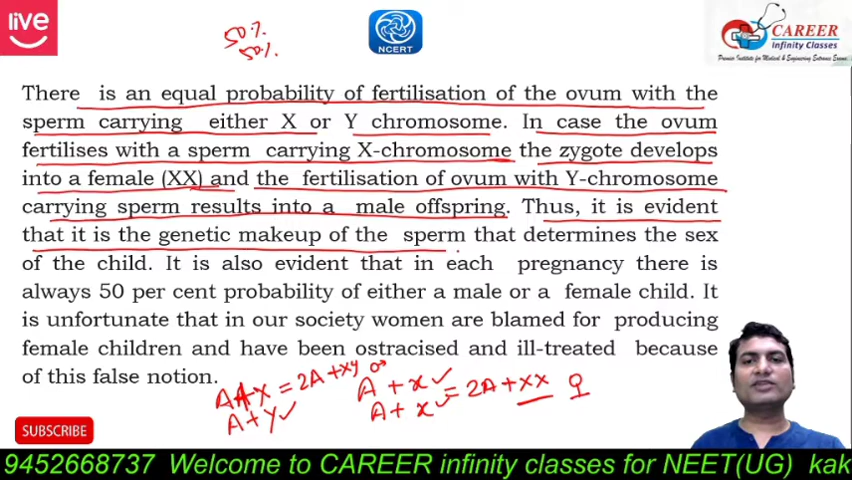 live
50%
50%
NCERT
CAREER
Infinity Classes
Premier Institute for Medical & Engineering Entrance Exams
There is an equal probability of fertilisation of the ovum with the
sperm carrying either X or Y chromosome. In case the ovum
fertilises with a sperm carrying X-chromosome the zygote develops
into a female (XX) and the fertilisation of ovum with Y-chromosome
carrying sperm results into a male offspring. Thus, it is evident
that it is the genetic makeup of the sperm that determines the sex
of the child. It is also evident that in each pregnancy there is
always 50 per cent probability of either a male or a female child. It
is unfortunate that in our society women are blamed for producing
female children and have been ostracised and ill-treated because
of this false notion.
A+X = 2A+XY ♂
A+Y ✓
A+X ✓
A+X ✓ = 2A+XX ♀
SUBSCRIBE
9452668737 Welcome to CAREER infinity classes for NEET(UG) kak